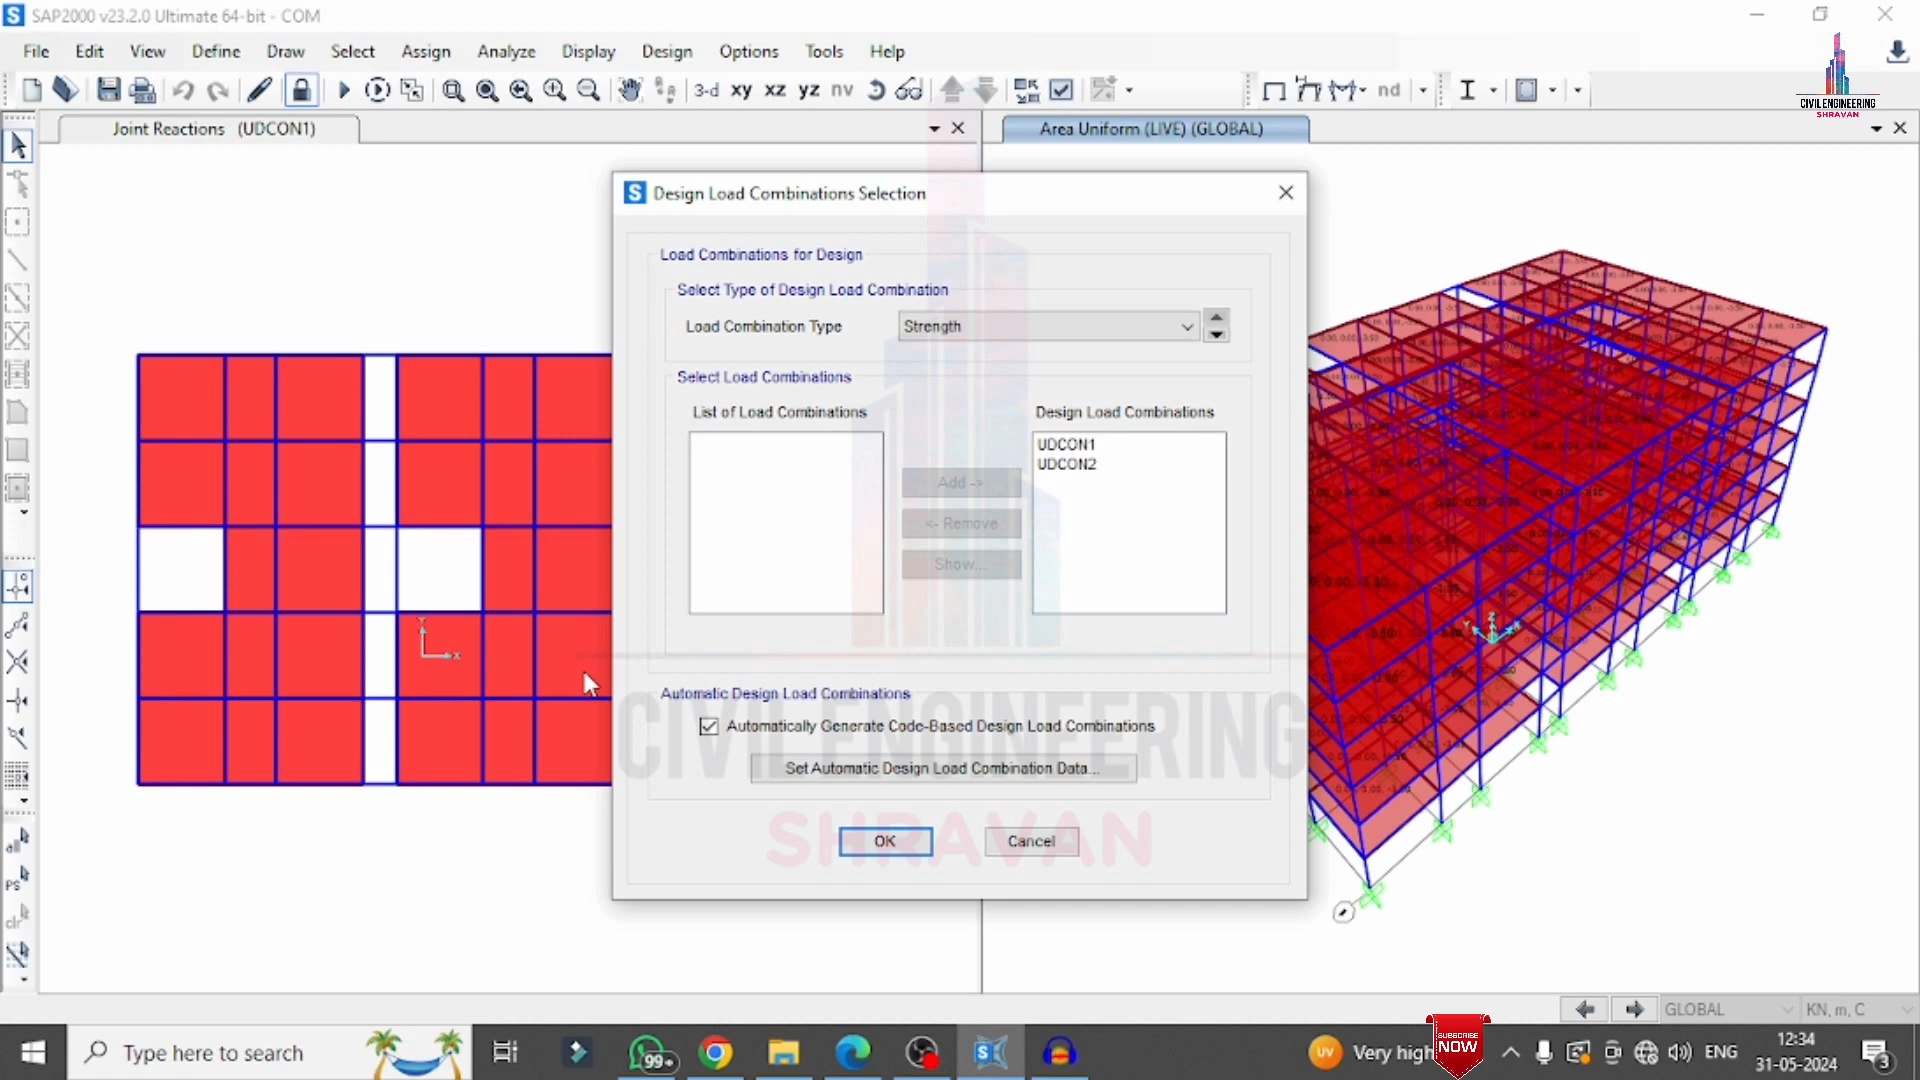 SAP2000 v23.2.0 Ultimate 64-bit - COM
File Edit View Define Draw Select Assign Analyze Display Design Options Tools Help
3-d xy xz yz nv nd
CIVIL ENGINEERING
SHRAVAN
Joint Reactions (UDCON1)
Area Uniform (LIVE) (GLOBAL)
Design Load Combinations Selection
Load Combinations for Design
Select Type of Design Load Combination
Load Combination Type Strength
Select Load Combinations
List of Load Combinations
Design Load Combinations
UDCON1
UDCON2
Add ->
<- Remove
Show...
Automatic Design Load Combinations
Automatically Generate Code-Based Design Load Combinations
Set Automatic Design Load Combination Data...
OK Cancel
CIVIL ENGINEERING
SHRAVAN
GLOBAL KN, m, C
Type here to search
99+
UV Very high
SUBSCRIBE
NOW
ENG
12:34
31-05-2024
3